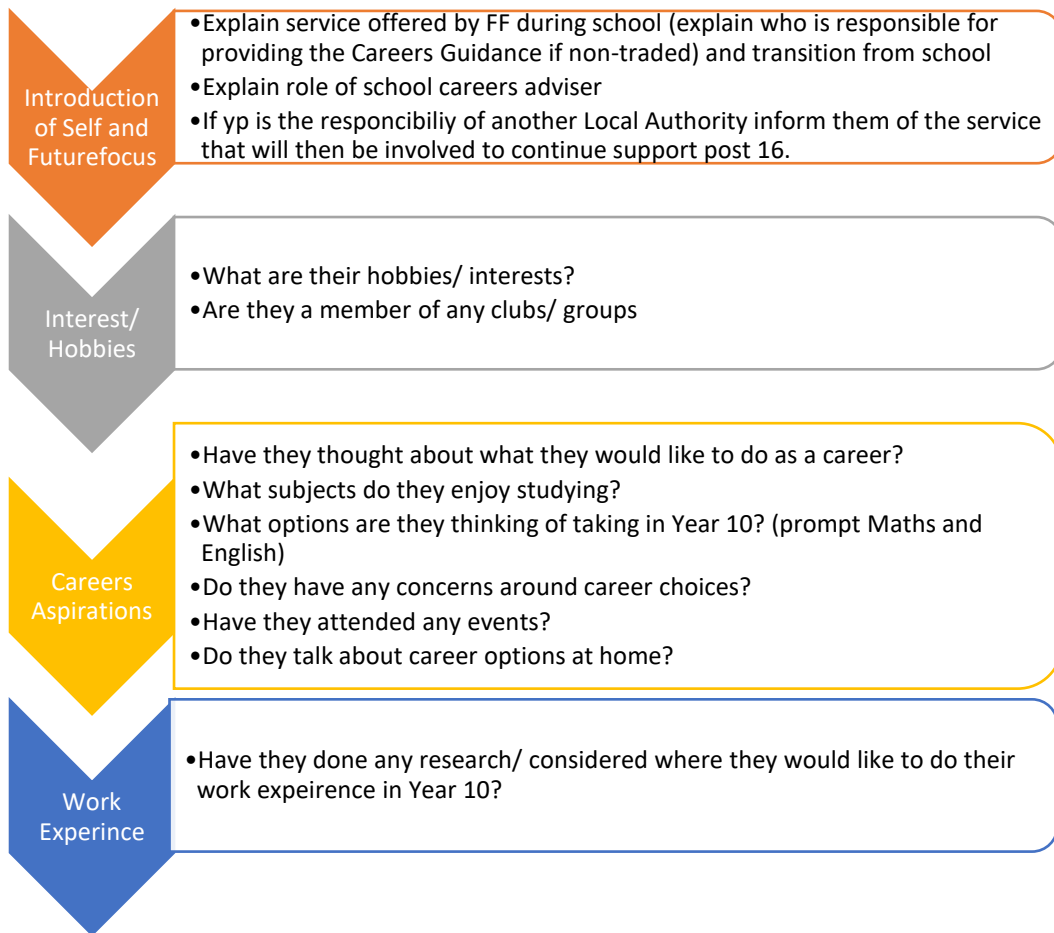 Introduction
of Self and
Futurefocus
•Explain service offered by FF during school (explain who is responsible for
providing the Careers Guidance if non-traded) and transition from school
•Explain role of school careers adviser
•If yp is the responcibiliy of another Local Authority inform them of the service
that will then be involved to continue support post 16.
Interest/
Hobbies
•What are their hobbies/ interests?
•Are they a member of any clubs/ groups
Careers
Aspirations
•Have they thought about what they would like to do as a career?
•What subjects do they enjoy studying?
•What options are they thinking of taking in Year 10? (prompt Maths and
English)
•Do they have any concerns around career choices?
•Have they attended any events?
•Do they talk about career options at home?
Work
Experince
•Have they done any research/ considered where they would like to do their
work expeirence in Year 10?